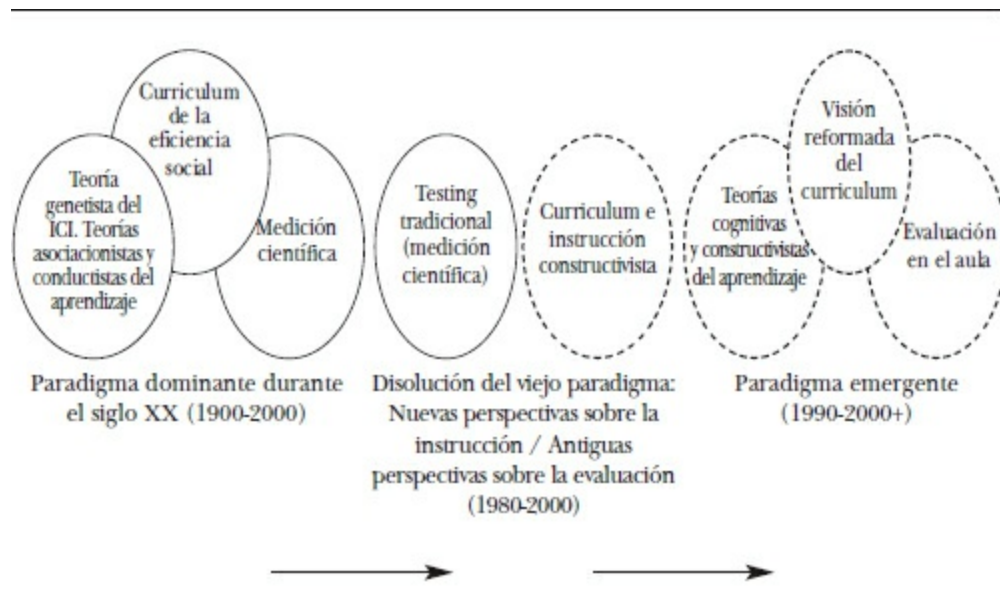 Curriculum
de la
eficiencia
social
Teoría
genetista del
ICI. Teorías
asociacionistas y
conductistas del
aprendizaje
Medición
científica
Paradigma dominante durante
el siglo XX (1900-2000)
Testing
tradicional
(medición
científica)
Curriculum e
instrucción
constructivista
Disolución del viejo paradigma:
Nuevas perspectivas sobre la
instrucción / Antiguas
perspectivas sobre la evaluación
(1980-2000)
Visión
reformada
del
curriculum
Teorías
cognitivas
y constructivistas
del aprendizaje
Evaluación
en el aula
Paradigma emergente
(1990-2000+)